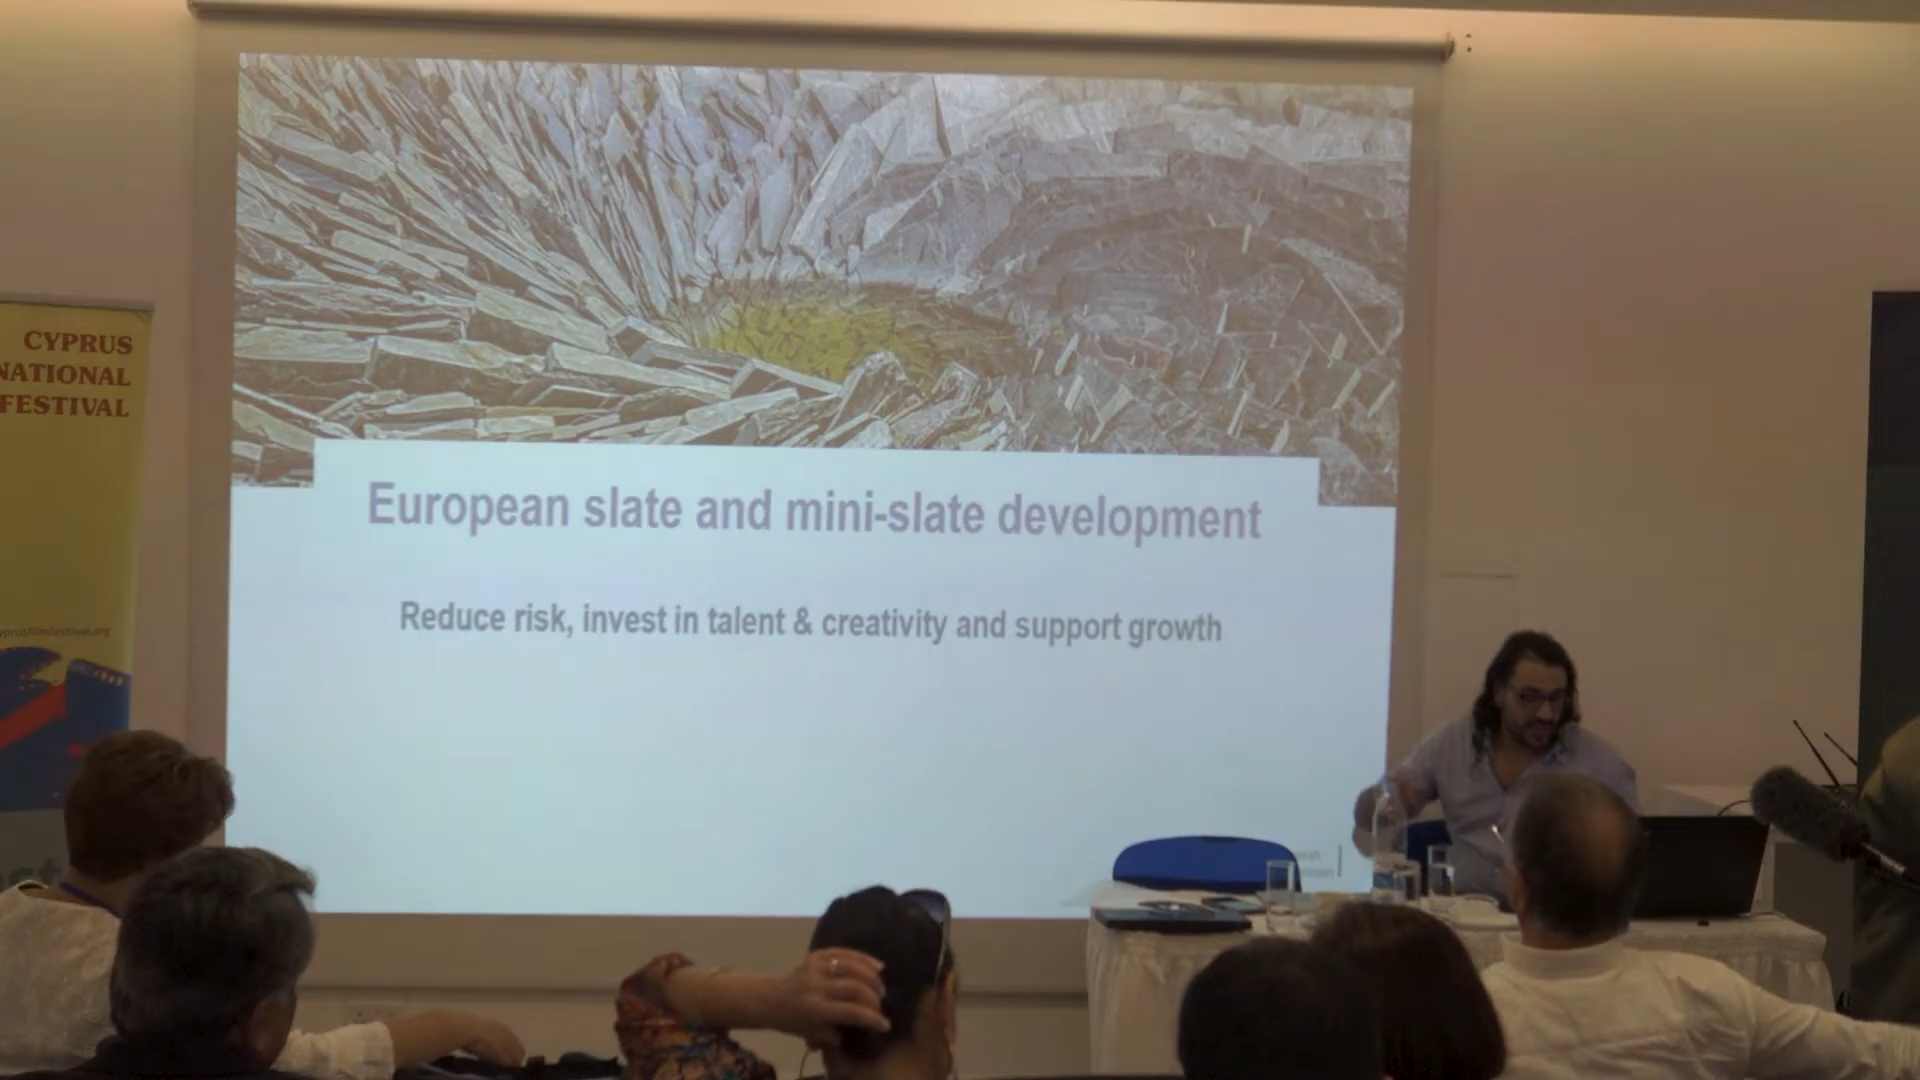 CYPRUS
NATIONAL
FESTIVAL
European slate and mini-slate development
Reduce risk, invest in talent & creativity and support growth